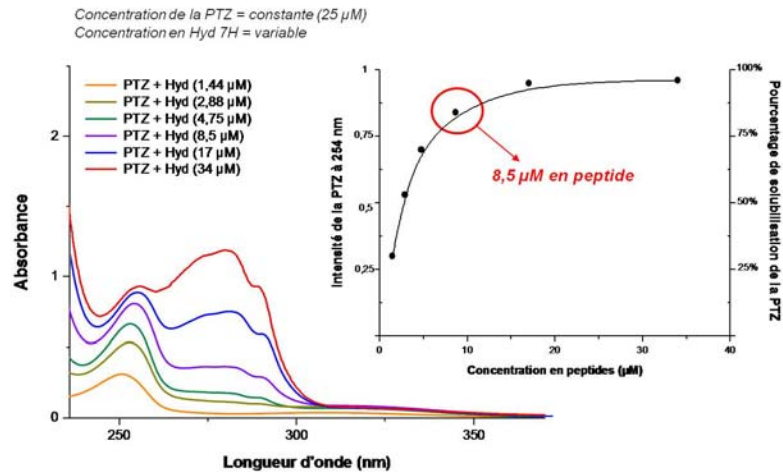 Concentration de la PTZ = constante (25 µM)
Concentration en Hyd 7H = variable
PTZ + Hyd (1,44 µM)
PTZ + Hyd (2,88 µM)
PTZ + Hyd (4,75 µM)
PTZ + Hyd (8,5 µM)
PTZ + Hyd (17 µM)
PTZ + Hyd (34 µM)
Absorbance
2
1
0
250
300
350
Longueur d'onde (nm)
Intensité de la PTZ à 254 nm
1
0,75
0,5
0,25
8,5 µM en peptide
100%
75%
50%
25%
Pourcentage de
solubilisation de la
PTZ
0
10
20
30
40
Concentration en peptides (µM)